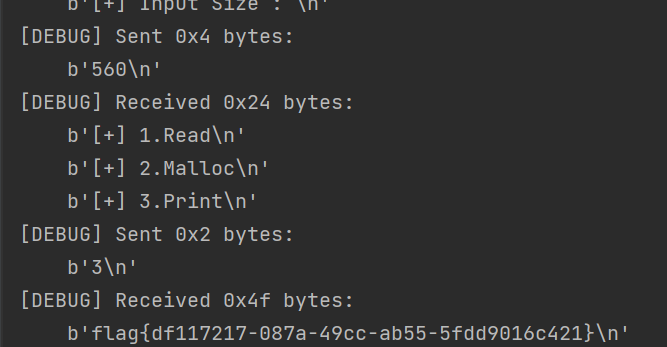 b'[+] Input Size : \n'
[DEBUG] Sent 0x4 bytes:
b'560\n'
[DEBUG] Received 0x24 bytes:
b'[+] 1.Read\n'
b'[+] 2.Malloc\n'
b'[+] 3.Print\n'
[DEBUG] Sent 0x2 bytes:
b'3\n'
[DEBUG] Received 0x4f bytes:
b'flag{df117217-087a-49cc-ab55-5fdd9016c421}\n'